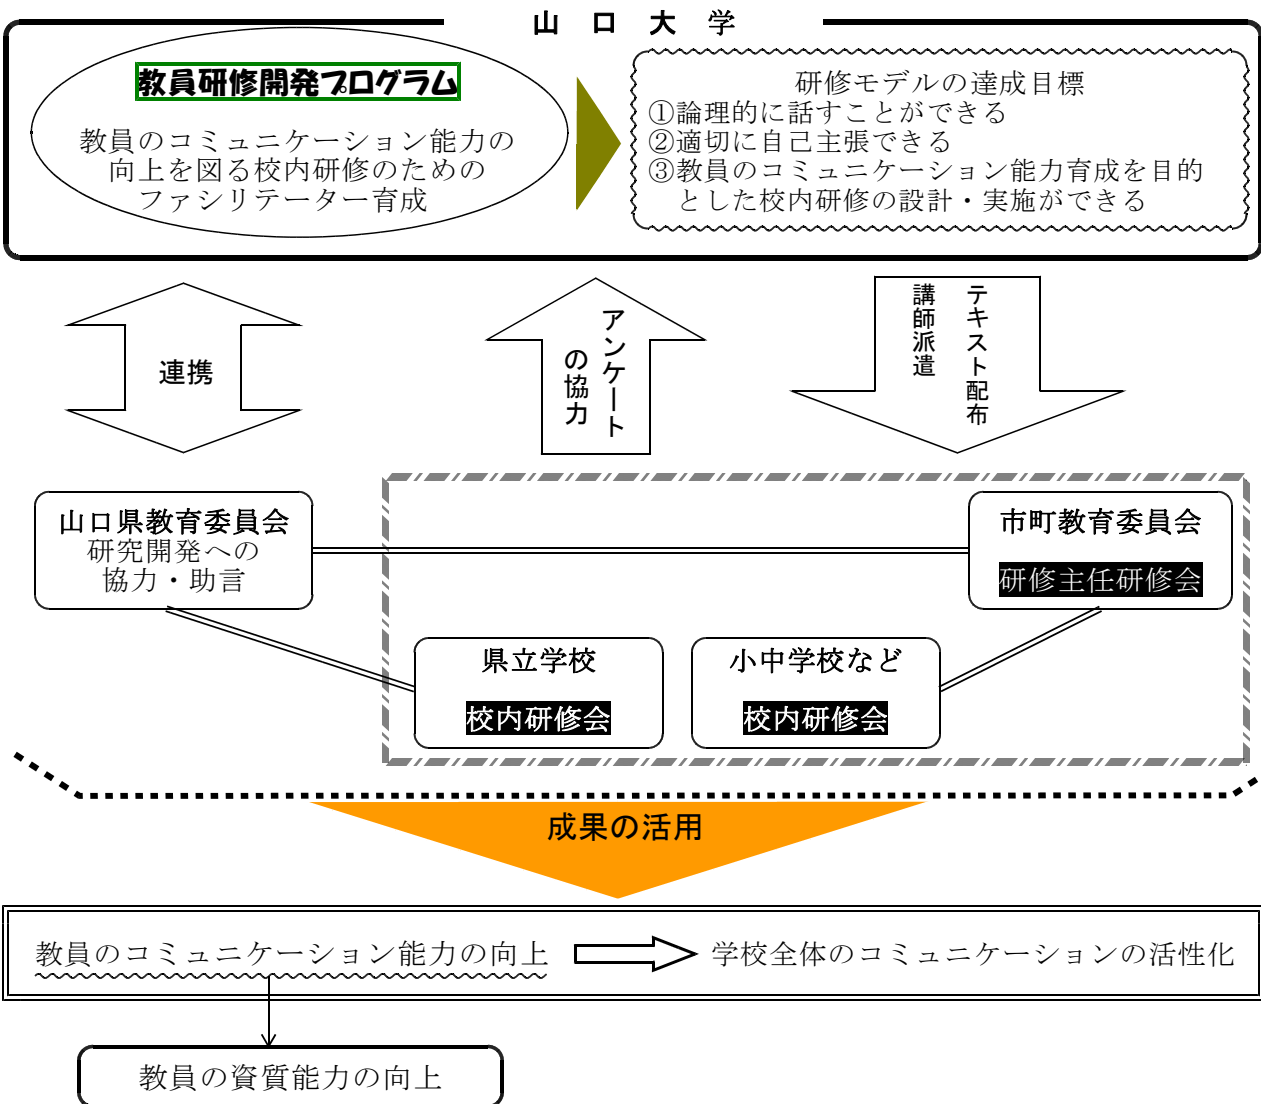 山口大学
教員研修開発プログラム
教員のコミュニケーション能力の
向上を図る校内研修のための
ファシリテーター育成
研修モデルの達成目標
①論理的に話すことができる
②適切に自己主張できる
③教員のコミュニケーション能力育成を目的
とした校内研修の設計・実施ができる
連携
アンケート
の協力
テキスト配布
講師派遣
山口県教育委員会
研究開発への
協力・助言
市町教育委員会
研修主任研修会
県立学校
校内研修会
小中学校など
校内研修会
成果の活用
教員のコミュニケーション能力の向上
学校全体のコミュニケーションの活性化
教員の資質能力の向上